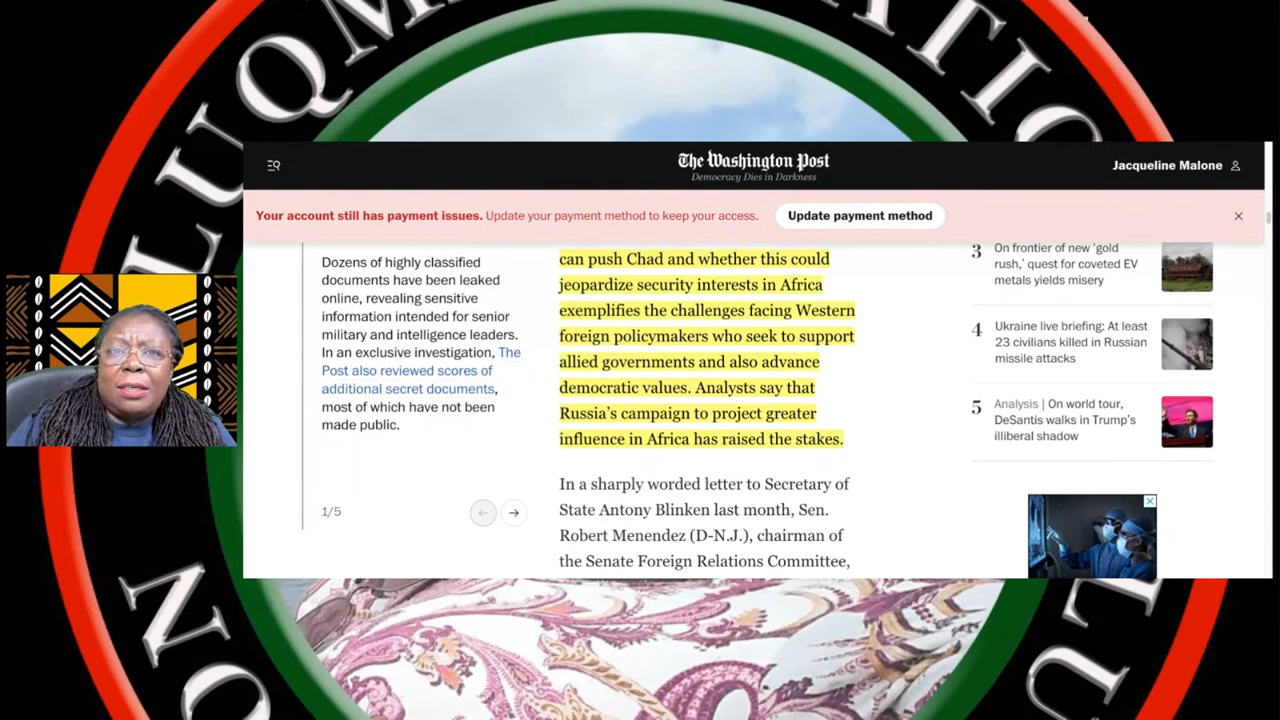 LUQM
The Washington Post
Democracy Dies in Darkness
Jacqueline Malone
Your account still has payment issues. Update your payment method to keep your access.
Update payment method
Dozens of highly classified
documents have been leaked
online, revealing sensitive
information intended for senior
military and intelligence leaders.
In an exclusive investigation, The
Post also reviewed scores of
additional secret documents,
most of which have not been
made public.
1/5
can push Chad and whether this could
jeopardize security interests in Africa
exemplifies the challenges facing Western
foreign policymakers who seek to support
allied governments and also advance
democratic values. Analysts say that
Russia's campaign to project greater
influence in Africa has raised the stakes.
In a sharply worded letter to Secretary of
State Antony Blinken last month, Sen.
Robert Menendez (D-N.J.), chairman of
the Senate Foreign Relations Committee,
3
On frontier of new 'gold
rush,' quest for coveted EV
metals yields misery
4
Ukraine live briefing: At least
23 civilians killed in Russian
missile attacks
5
Analysis | On world tour,
DeSantis walks in Trump's
illiberal shadow